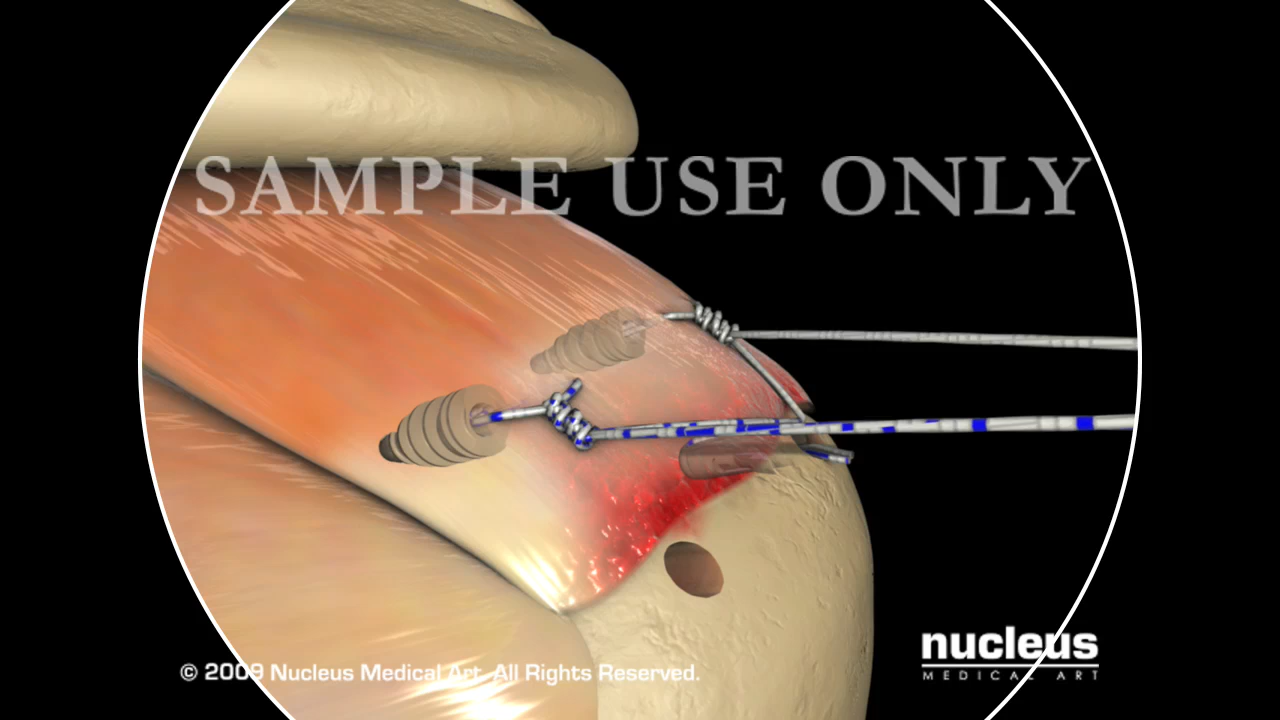 SAMPLE USE ONLY
nucleus
MEDICAL ART
© 2009 Nucleus Medical Art. All Rights Reserved.